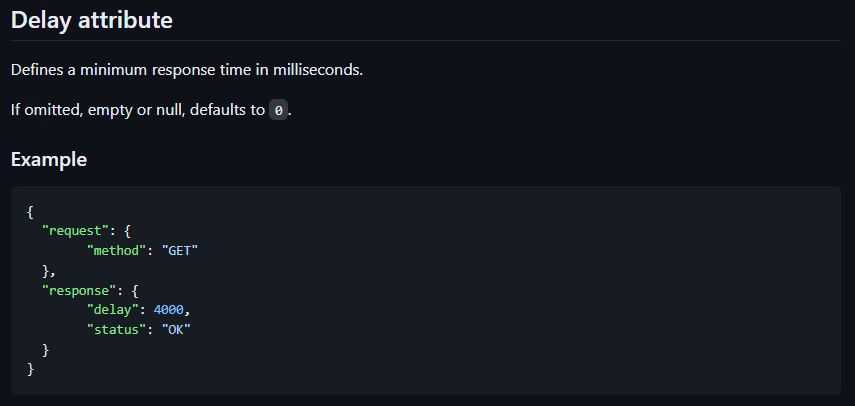 Delay attribute
Defines a minimum response time in milliseconds.
If omitted, empty or null, defaults to 0.
Example
{
  "request": {
        "method": "GET"
  },
  "response": {
        "delay": 4000,
        "status": "OK"
  }
}